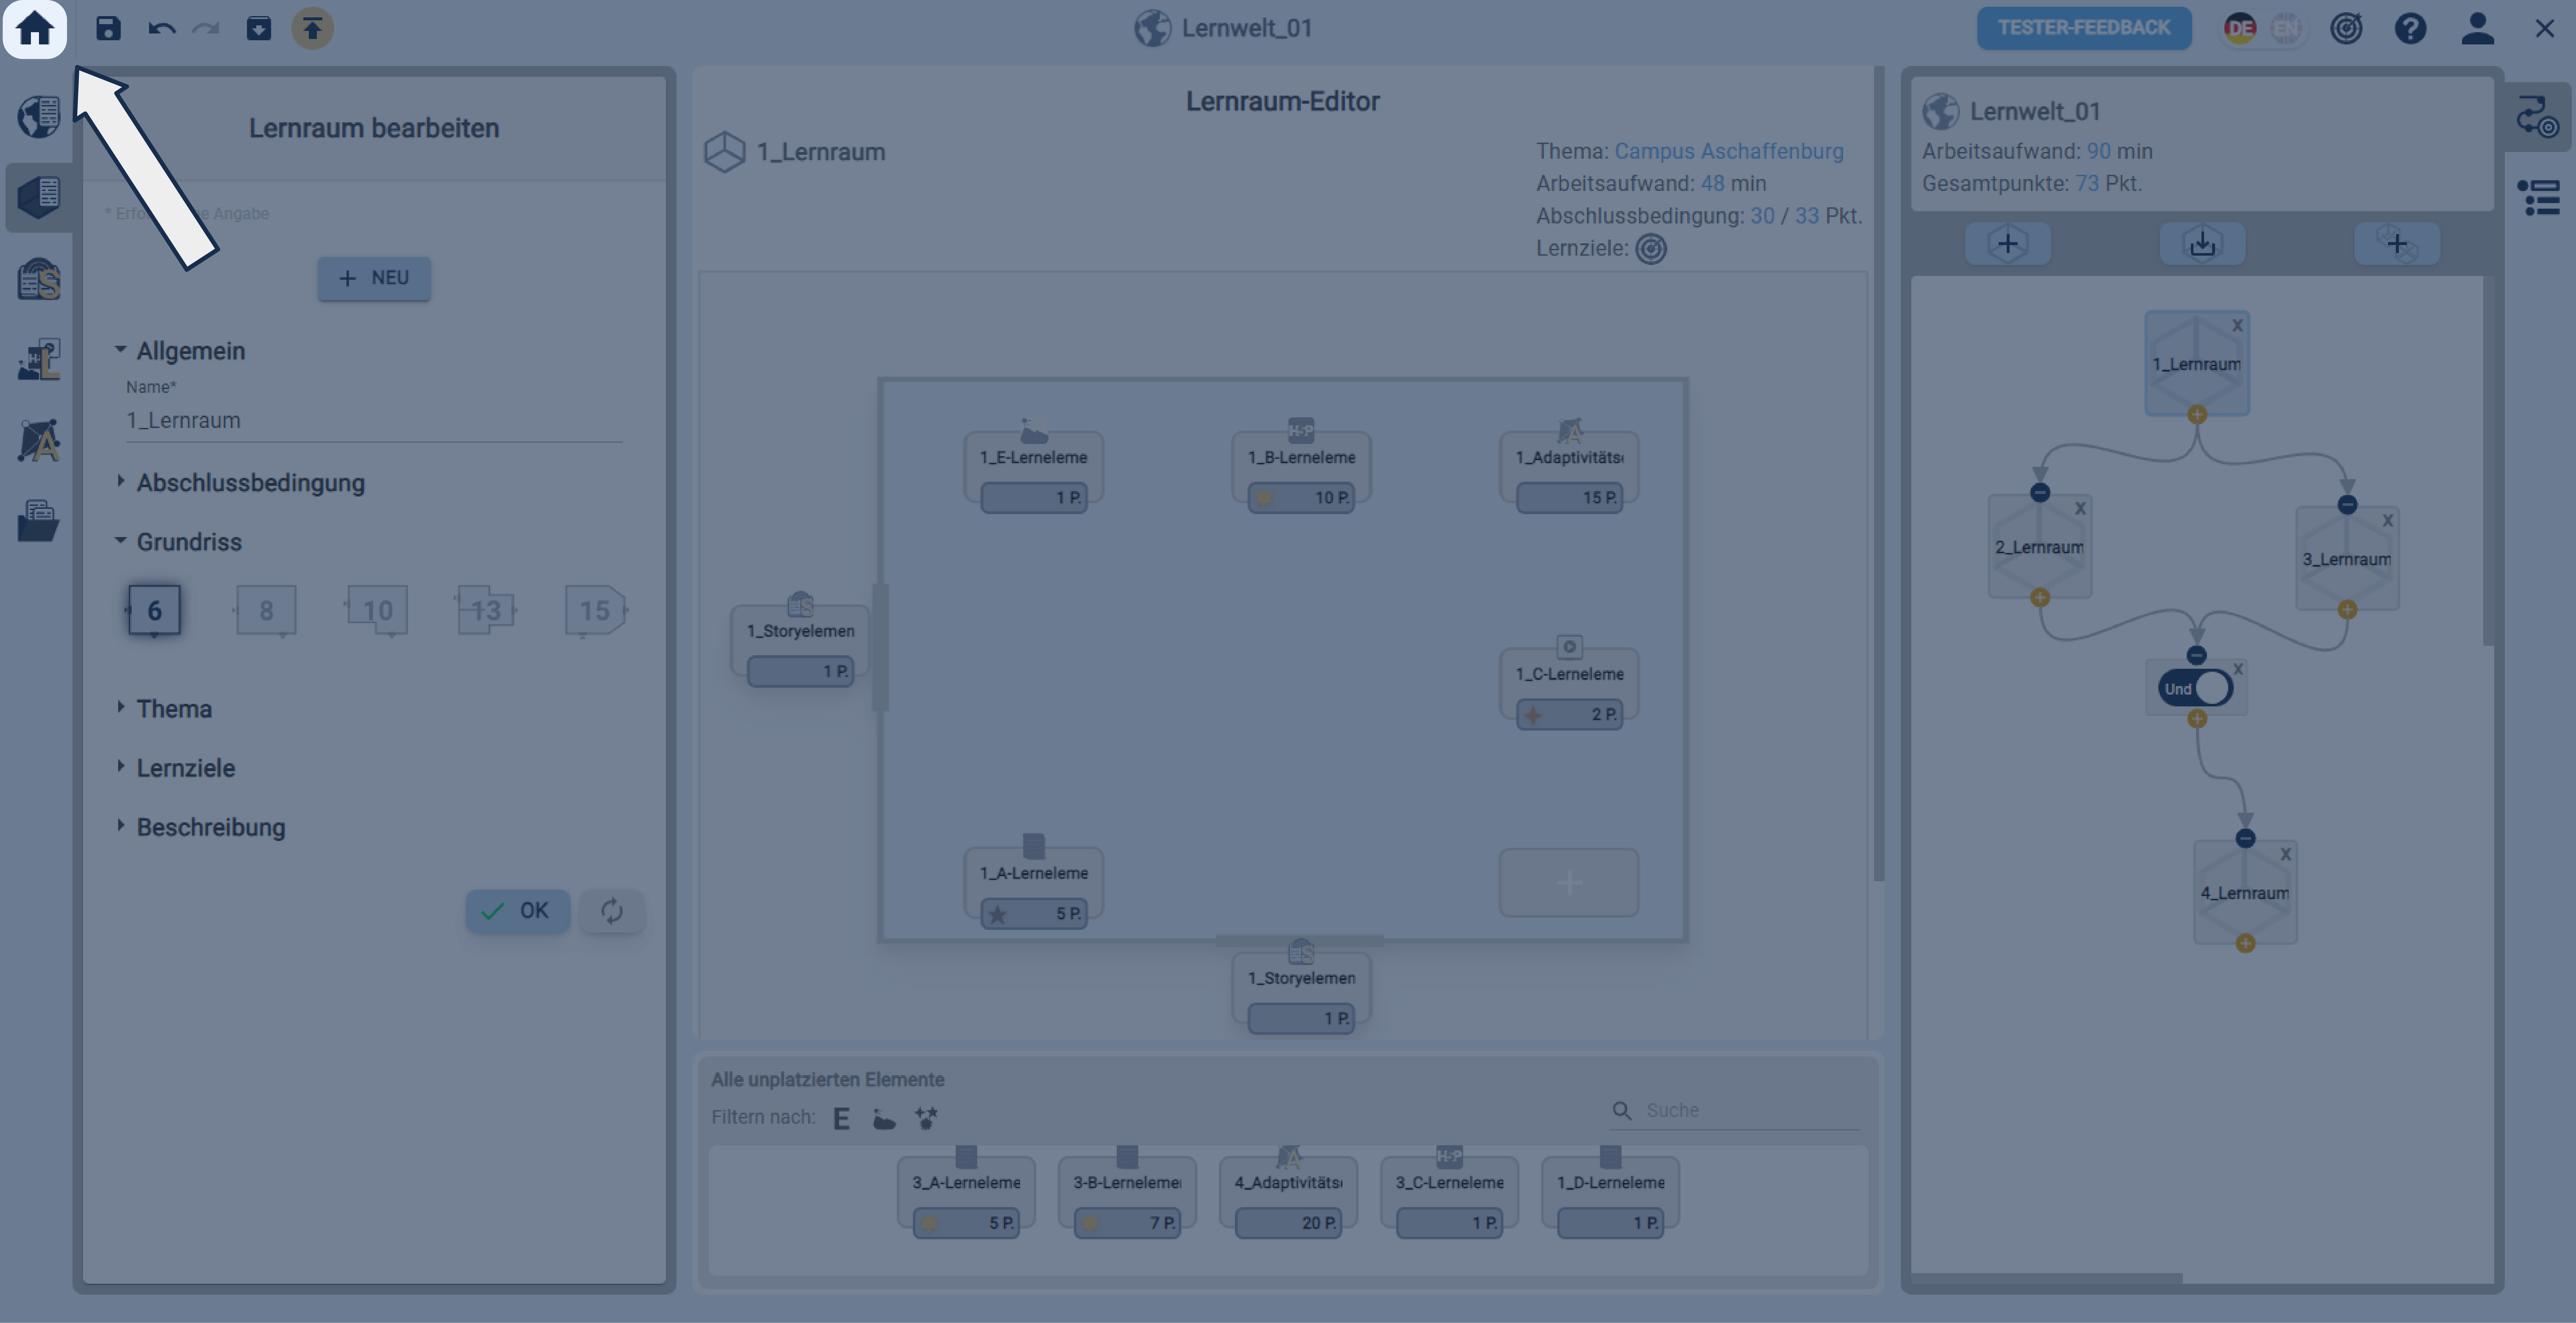 Lernwelt_01
TESTER-FEEDBACK
DE
EN
Lernraum bearbeiten
Angabe
+ NEU
Allgemein
Name*
1_Lernraum
Abschlussbedingung
Grundriss
6
8
10
13
15
Thema
Lernziele
Beschreibung
OK
Lernraum-Editor
1_Lernraum
Thema: Campus Aschaffenburg
Arbeitsaufwand: 48 min
Abschlussbedingung: 30 / 33 Pkt.
Lernziele:
1_E-Lerneleme
1 P.
1_B-Lerneleme
10 P.
1_Adaptivitäts
15 P.
1_Storyelemen
1 P.
1_C-Lerneleme
2 P.
1_A-Lerneleme
5 P.
1_Storyelemen
1 P.
Alle unplatzierten Elemente
Filtern nach: E
Suche
3_A-Lerneleme
5 P.
3-B-Lerneleme
7 P.
4_Adaptivitäts
20 P.
3_C-Lerneleme
1 P.
1_D-Lerneleme
1 P.
Lernwelt_01
Arbeitsaufwand: 90 min
Gesamtpunkte: 73 Pkt.
1_Lernraum
2_Lernraum
3_Lernraum
Und
4_Lernraum